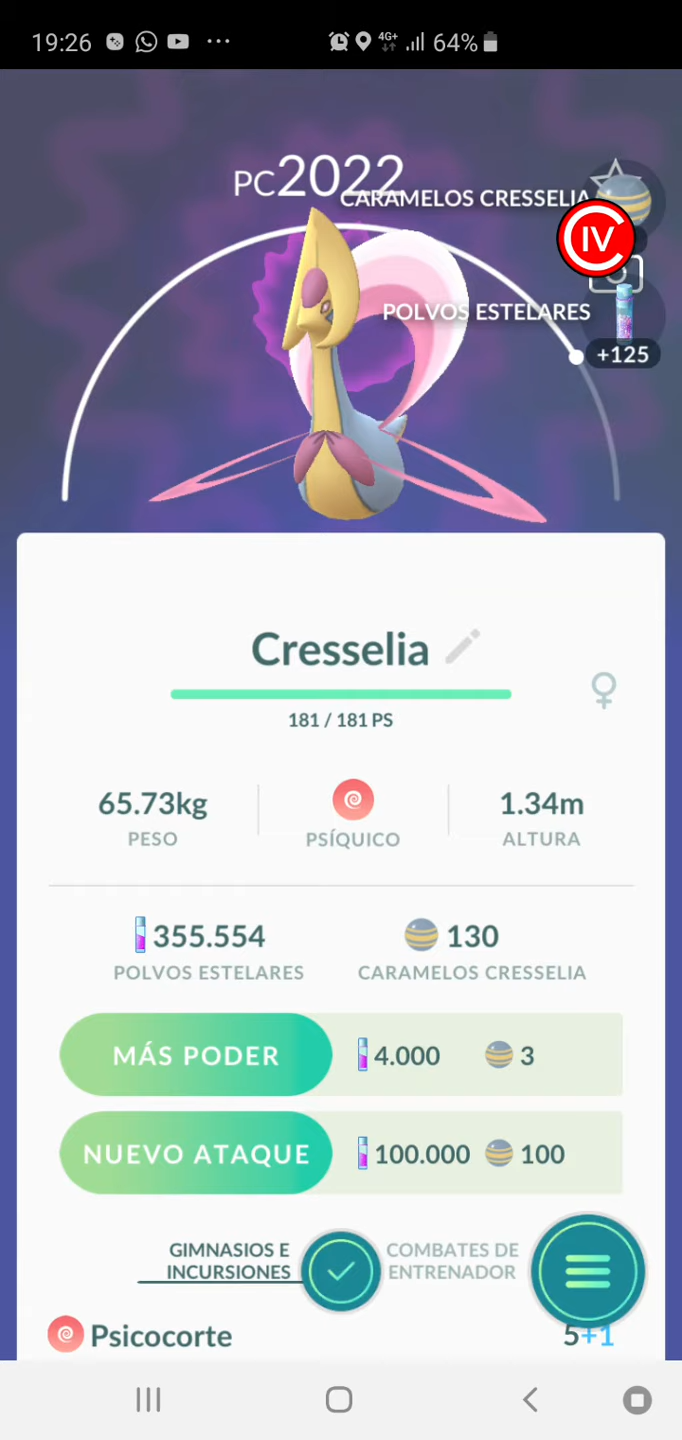 19:26
4G+
64%
PC2022
CARAMELOS CRESSELIA
IV
POLVOS ESTELARES
+125
Cresselia
181 / 181 PS
65.73kg
PESO
PSÍQUICO
1.34m
ALTURA
355.554
POLVOS ESTELARES
130
CARAMELOS CRESSELIA
MÁS PODER
4.000
3
NUEVO ATAQUE
100.000
100
GIMNASIOS E
INCURSIONES
COMBATES DE
ENTRENADOR
Psicocorte
5+1